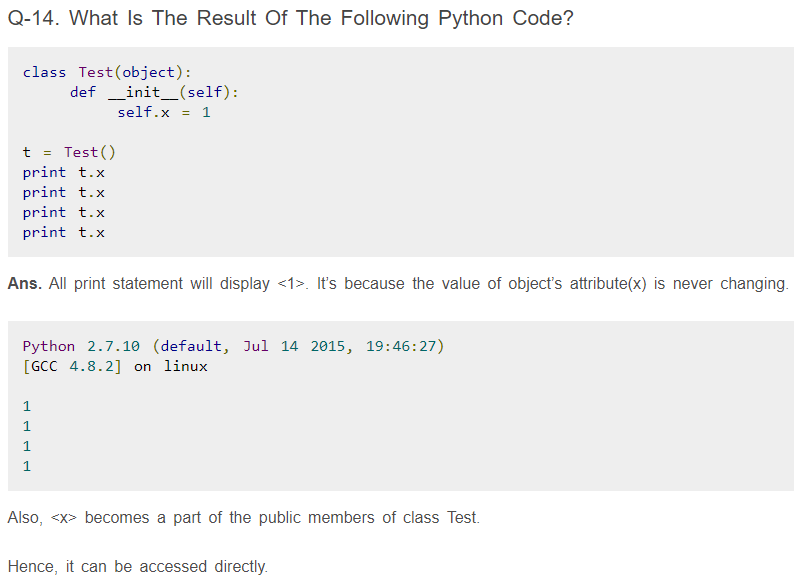 Q-14. What Is The Result Of The Following Python Code?
class Test(object):
     def __init__(self):
          self.x = 1

t = Test()
print t.x
print t.x
print t.x
print t.x
Ans. All print statement will display <1>. It’s because the value of object’s attribute(x) is never changing.
Python 2.7.10 (default, Jul 14 2015, 19:46:27)
[GCC 4.8.2] on linux

1
1
1
1
Also, <x> becomes a part of the public members of class Test.
Hence, it can be accessed directly.